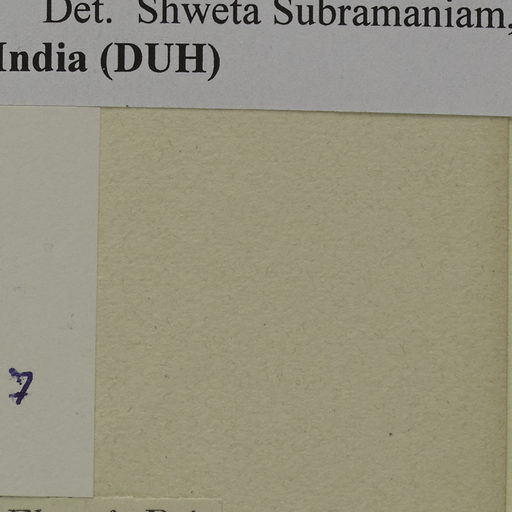 Det. Shweta Subramaniam,
India (DUH)
7